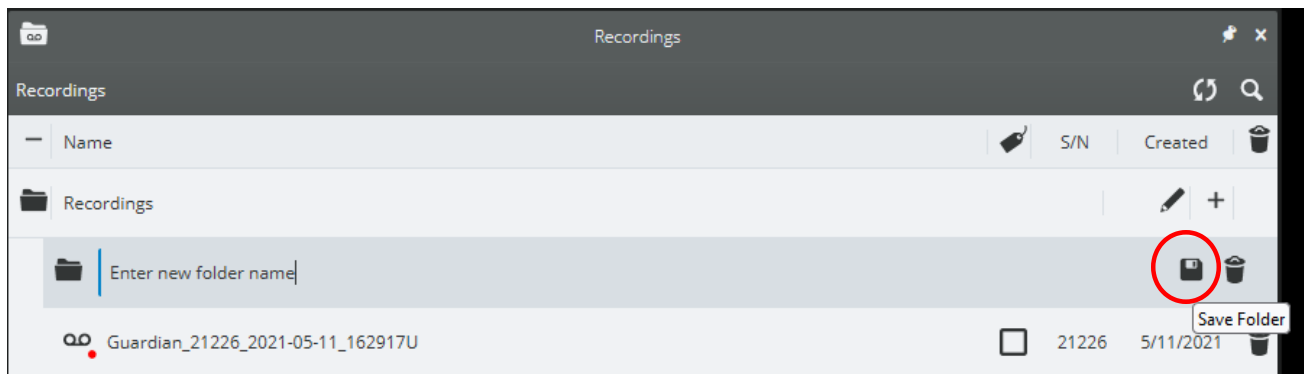 Recordings
Recordings
Name S/N Created
Recordings
Enter new folder name
Save Folder
Guardian_21226_2021-05-11_162917U 21226 5/11/2021